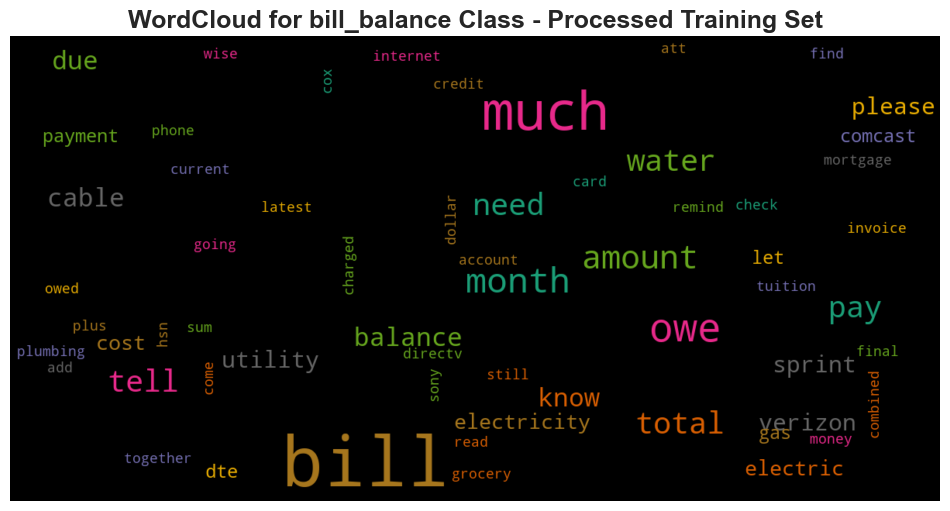 WordCloud for bill_balance Class - Processed Training Set
due
wise
internet
att
find
cox
credit
much
please
payment
phone
comcast
water
mortgage
current
card
cable
latest
need
dollar
remind
check
invoice
going
charged
account
amount
let
month
tuition
owed
pay
plus
hsn
sum
owe
cost
balance
plumbing
directv
final
add
utility
sprint
tell
come
sony
still
know
combined
electricity
total
verizon
gas
read
money
bill
together
dte
grocery
electric